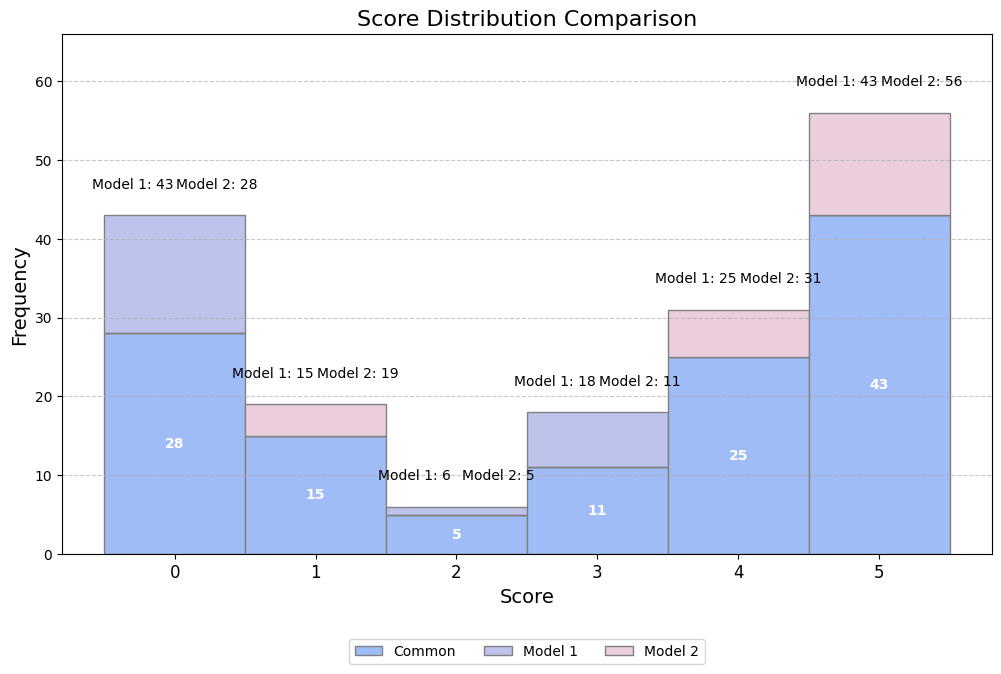 Score Distribution Comparison
Frequency
60
50
40
30
20
10
0
Model 1: 43 Model 2: 28
Model 1: 15 Model 2: 19
Model 1: 6 Model 2: 5
Model 1: 18 Model 2: 11
Model 1: 25 Model 2: 31
Model 1: 43 Model 2: 56
28
15
5
11
25
43
0 1 2 3 4 5
Score
Common Model 1 Model 2